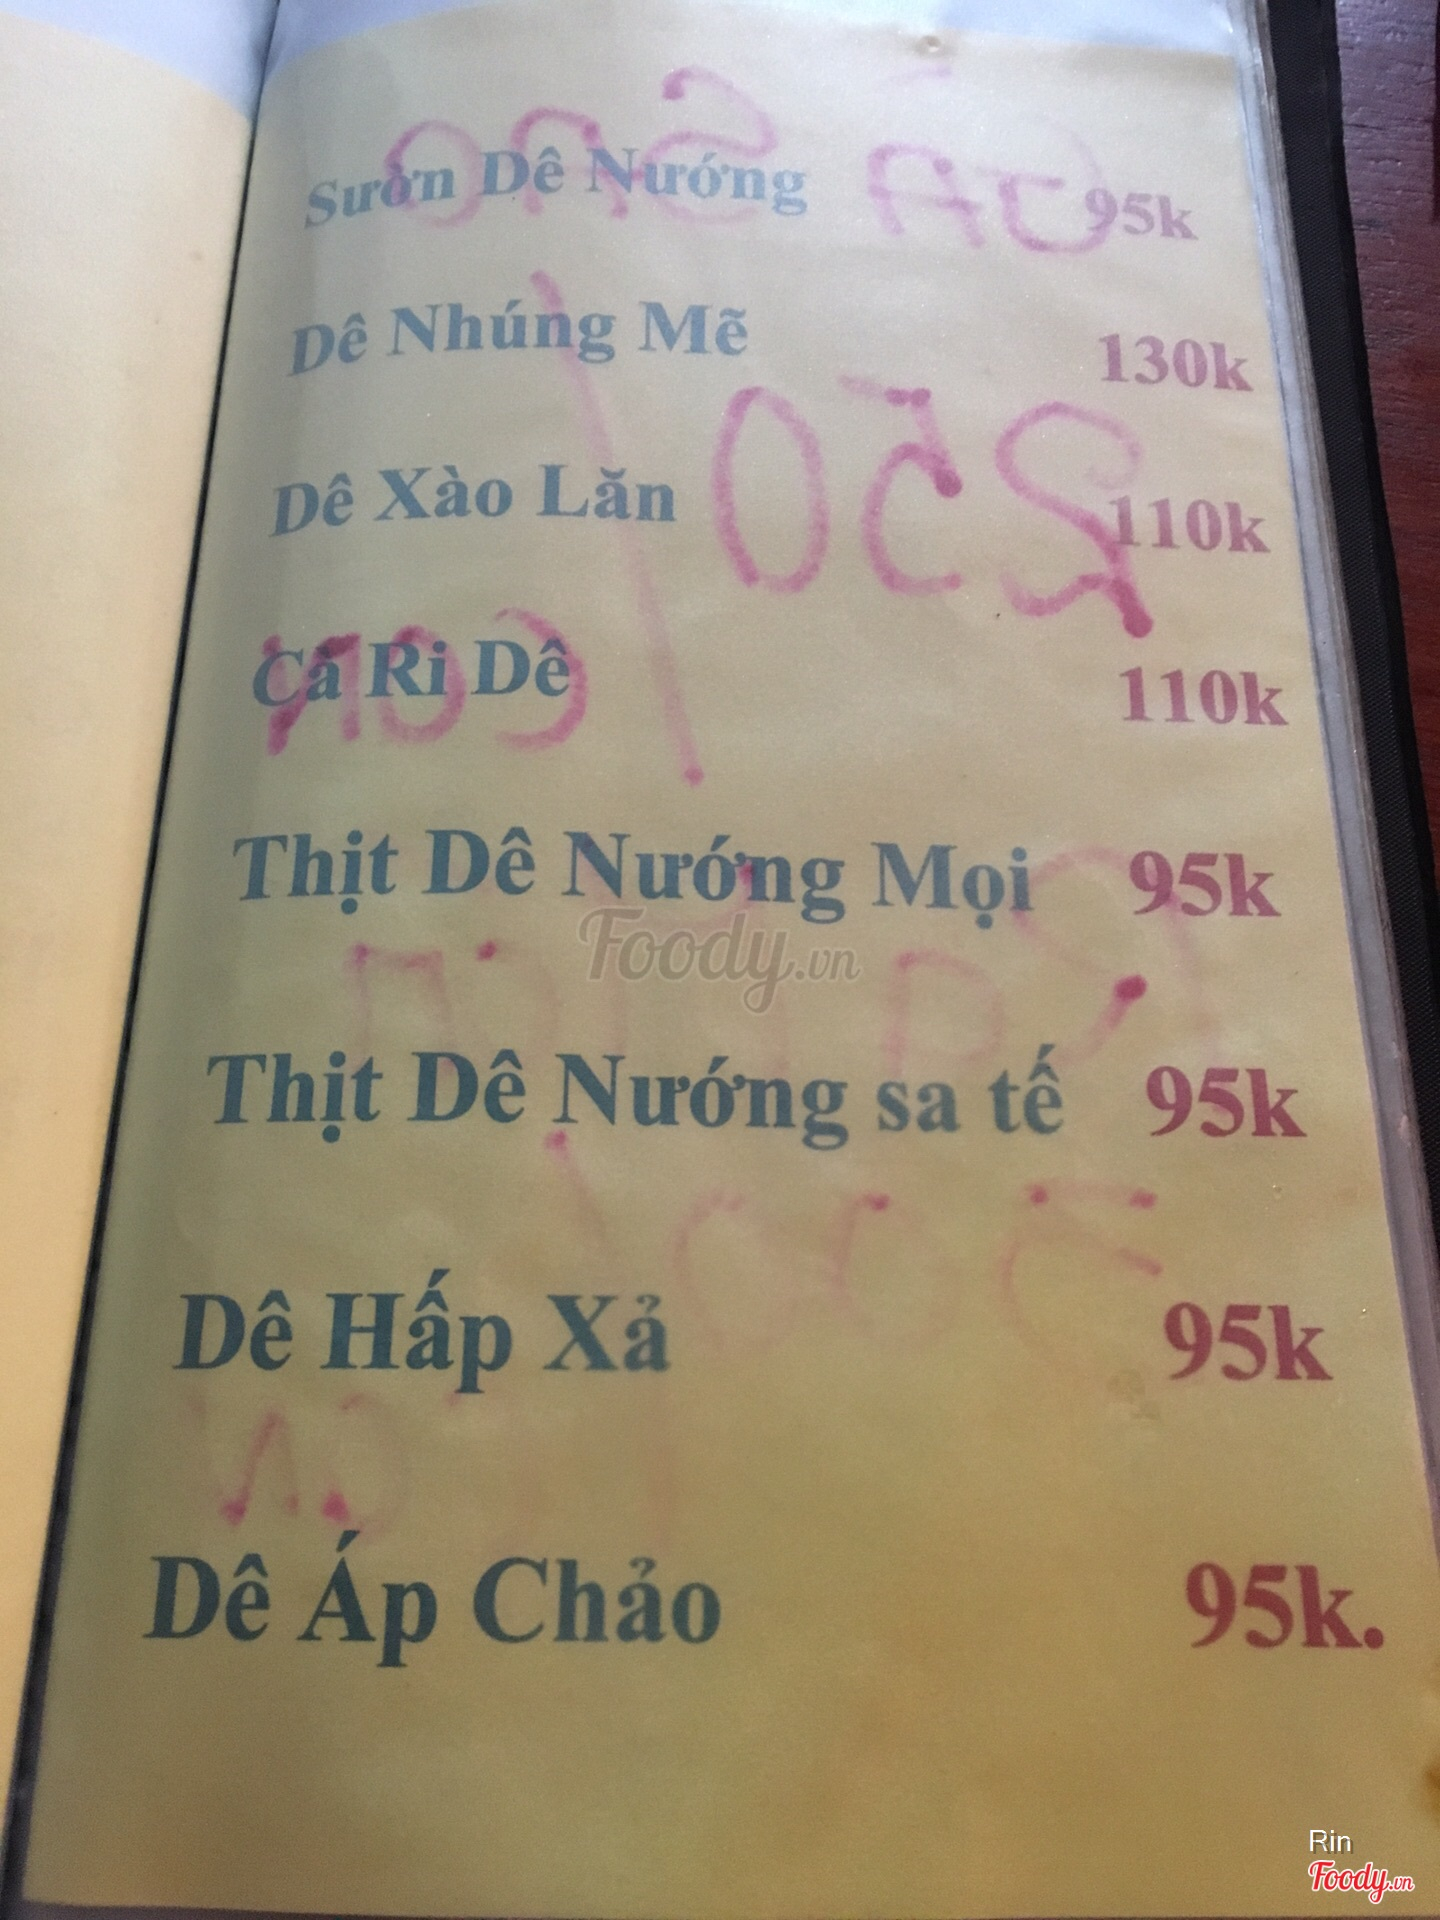 Sườn Dê Nướng 95k
Dê Nhúng Mẽ 130k
Dê Xào Lăn 110k
Cà Ri Dê 110k
Thịt Dê Nướng Mọi 95k
Foody.vn
Thịt Dê Nướng sa tế 95k
Dê Hấp Xả 95k
Dê Áp Chảo 95k.
Rin
Foody.vn